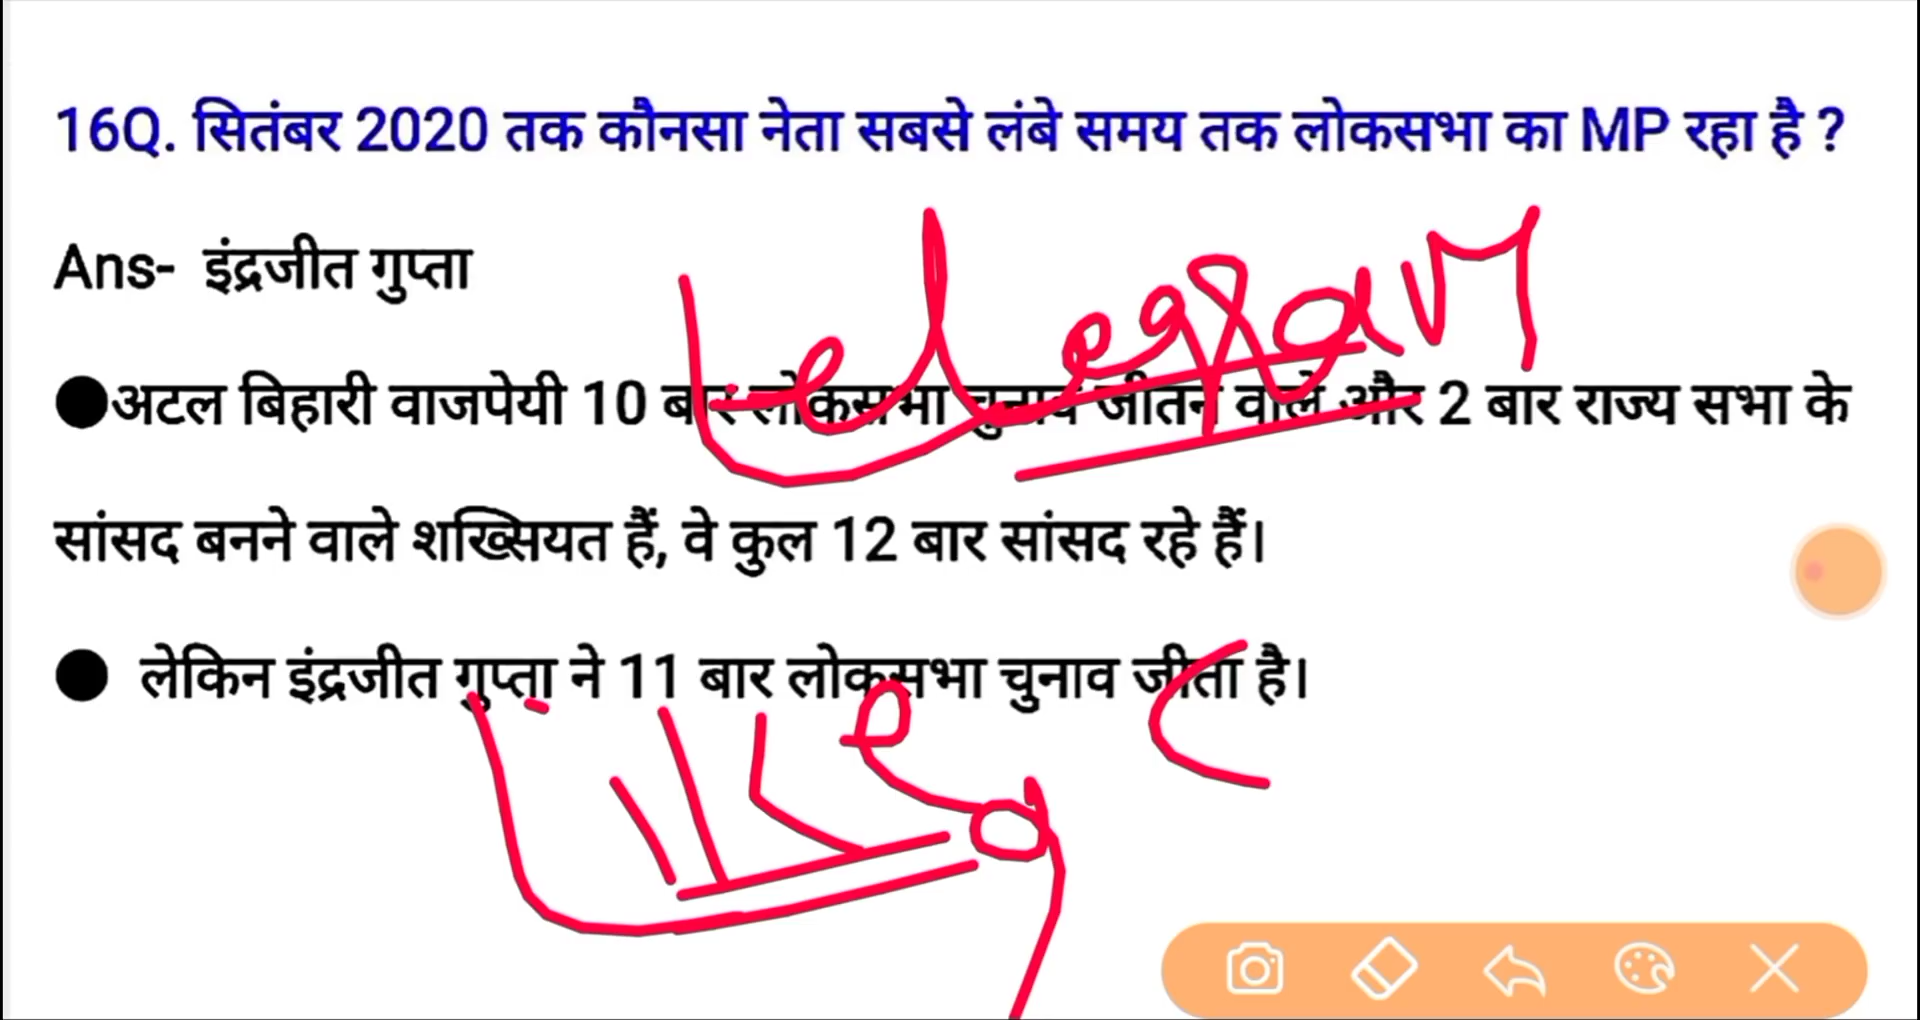 16Q. सितंबर 2020 तक कौनसा नेता सबसे लंबे समय तक लोकसभा का MP रहा है ?
Ans- इंद्रजीत गुप्ता
Telegram
●अटल बिहारी वाजपेयी 10 बार लोकसभा चुनाव जीतने वाले और 2 बार राज्य सभा के
सांसद बनने वाले शख्सियत हैं, वे कुल 12 बार सांसद रहे हैं।
● लेकिन इंद्रजीत गुप्ता ने 11 बार लोकसभा चुनाव जीता है।